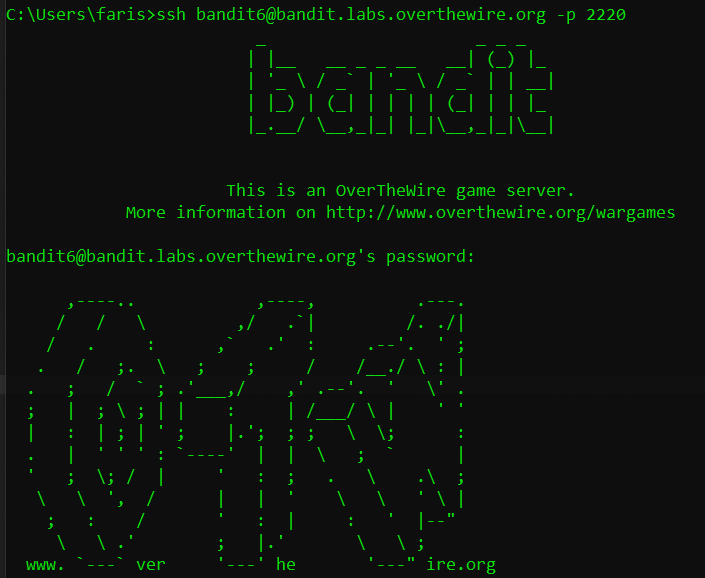 C:\Users\faris>ssh bandit6@bandit.labs.overthewire.org -p 2220
bandit
This is an OverTheWire game server.
More information on http://www.overthewire.org/wargames
bandit6@bandit.labs.overthewire.org's password:
www. ver he ire.org